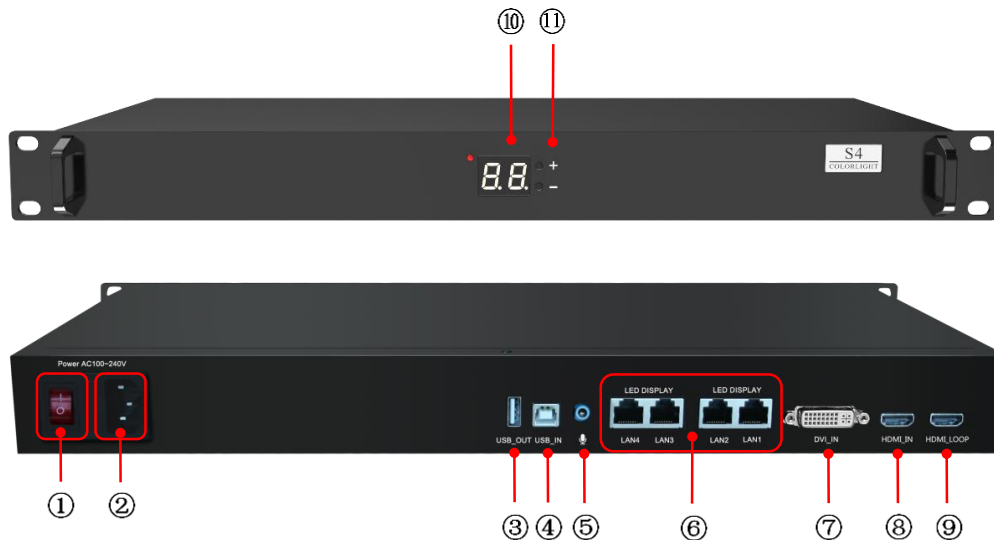 ⑩ ⑪
8.8.
+
−
S4
COLORLIGHT
Power AC100~240V
I
O
LED DISPLAY LED DISPLAY
USB_OUT USB_IN LAN4 LAN3 LAN2 LAN1 DVI_IN HDMI_IN HDMI_LOOP
① ② ③ ④ ⑤ ⑥ ⑦ ⑧ ⑨